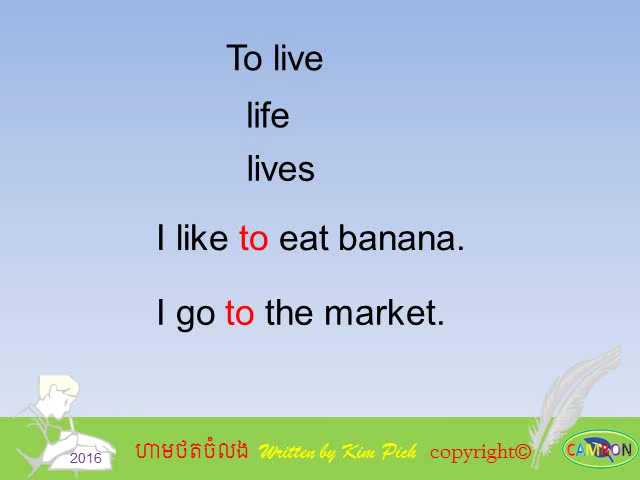 To live
life
lives
I like to eat banana.
I go to the market.
2016 ហាមថតចំលង Written by Kim Pich copyright© CAMBON